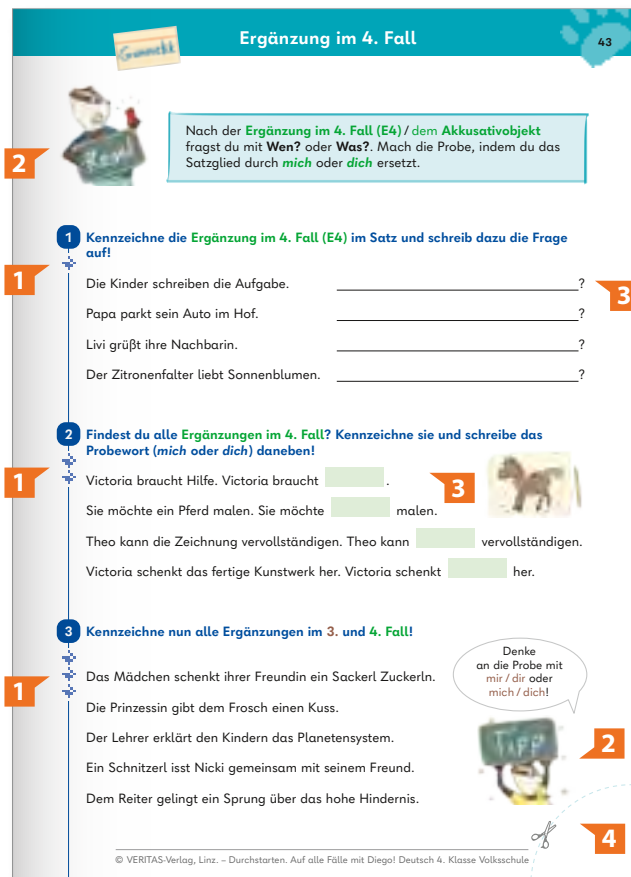 Grammatik
Ergänzung im 4. Fall
43
Nach der Ergänzung im 4. Fall (E4) / dem Akkusativobjekt
fragst du mit Wen? oder Was?. Mach die Probe, indem du das
Satzglied durch mich oder dich ersetzt.
2
1 Kennzeichne die Ergänzung im 4. Fall (E4) im Satz und schreib dazu die Frage
auf!
1
Die Kinder schreiben die Aufgabe. ?
3
Papa parkt sein Auto im Hof. ?
Livi grüßt ihre Nachbarin. ?
Der Zitronenfalter liebt Sonnenblumen. ?
2 Findest du alle Ergänzungen im 4. Fall? Kennzeichne sie und schreibe das
Probewort (mich oder dich) daneben!
1
Victoria braucht Hilfe. Victoria braucht .
3
Sie möchte ein Pferd malen. Sie möchte malen.
Theo kann die Zeichnung vervollständigen. Theo kann vervollständigen.
Victoria schenkt das fertige Kunstwerk her. Victoria schenkt her.
3 Kennzeichne nun alle Ergänzungen im 3. und 4. Fall!
Denke
an die Probe mit
mir / dir oder
mich / dich!
1
Das Mädchen schenkt ihrer Freundin ein Sackerl Zuckerln.
Die Prinzessin gibt dem Frosch einen Kuss.
Der Lehrer erklärt den Kindern das Planetensystem.
Tipp
2
Ein Schnitzerl isst Nicki gemeinsam mit seinem Freund.
Dem Reiter gelingt ein Sprung über das hohe Hindernis.
4
© VERITAS-Verlag, Linz. – Durchstarten. Auf alle Fälle mit Diego! Deutsch 4. Klasse Volksschule